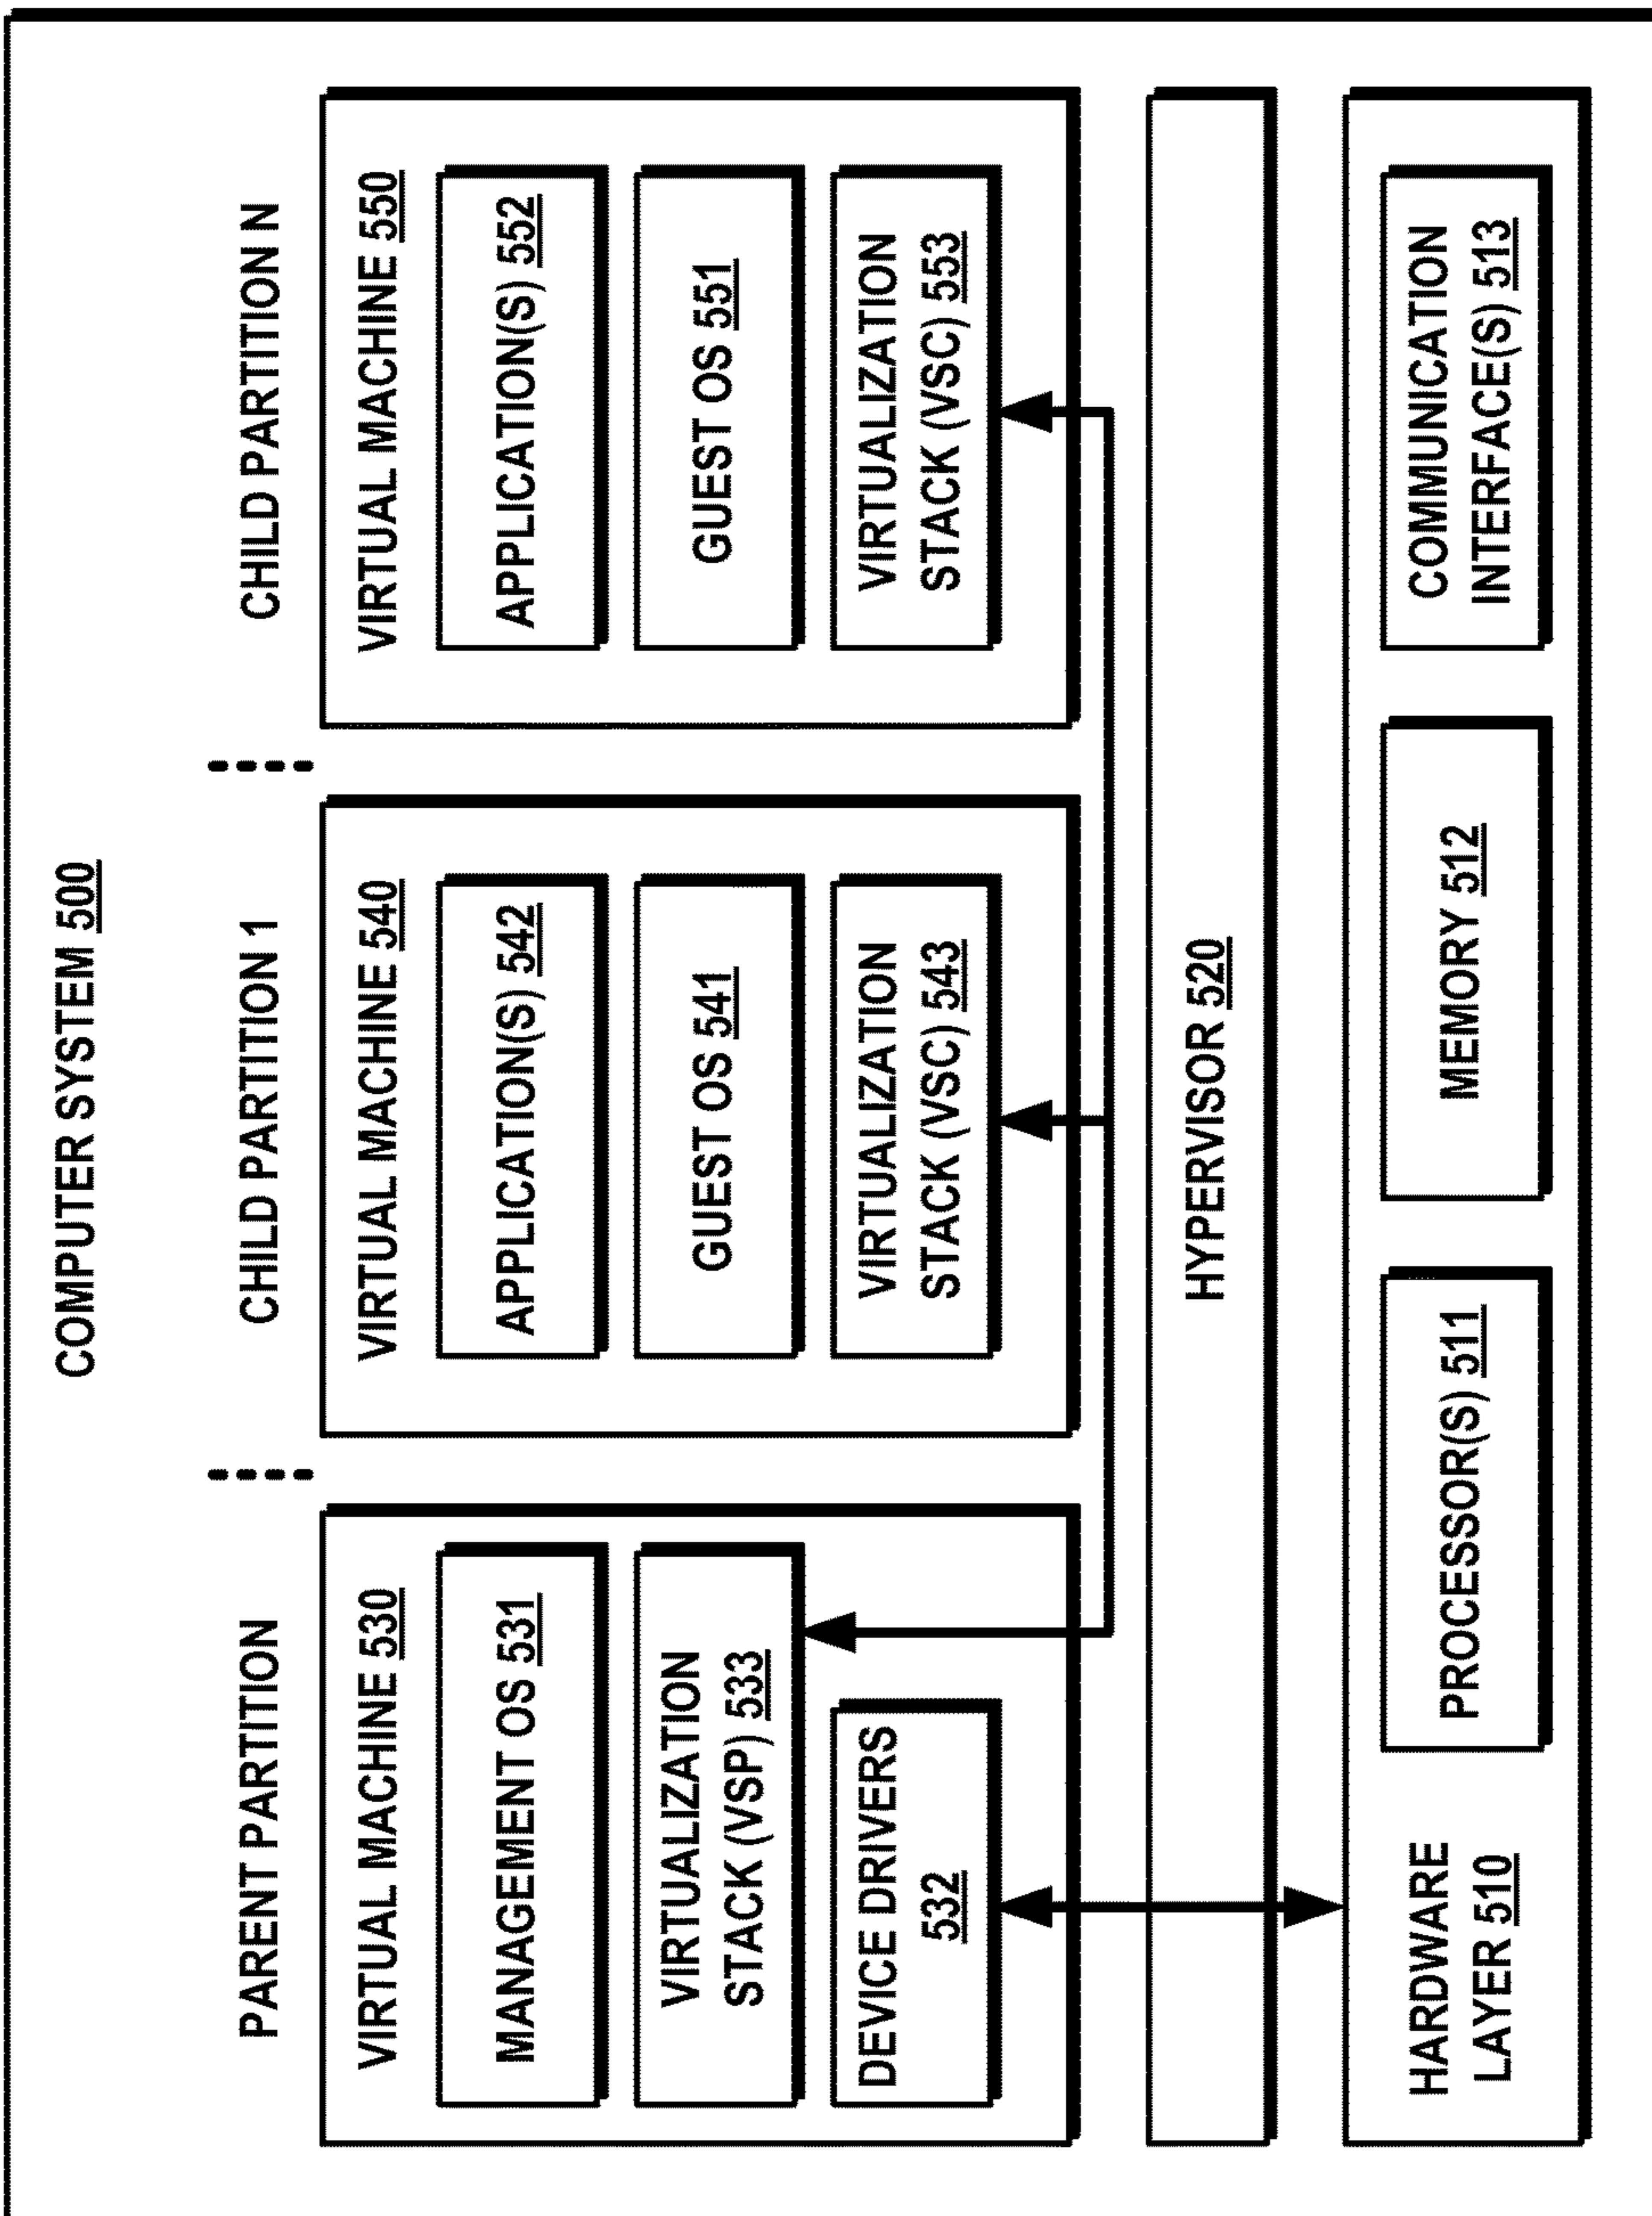 COMPUTER SYSTEM 500
PARENT PARTITION
VIRTUAL MACHINE 530
MANAGEMENT OS 531
VIRTUALIZATION
STACK (VSP) 533
DEVICE DRIVERS
532
CHILD PARTITION 1
VIRTUAL MACHINE 540
APPLICATION(S) 542
GUEST OS 541
VIRTUALIZATION
STACK (VSC) 543
CHILD PARTITION N
VIRTUAL MACHINE 550
APPLICATION(S) 552
GUEST OS 551
VIRTUALIZATION
STACK (VSC) 553
HYPERVISOR 520
HARDWARE
LAYER 510
PROCESSOR(S) 511
MEMORY 512
COMMUNICATION
INTERFACE(S) 513